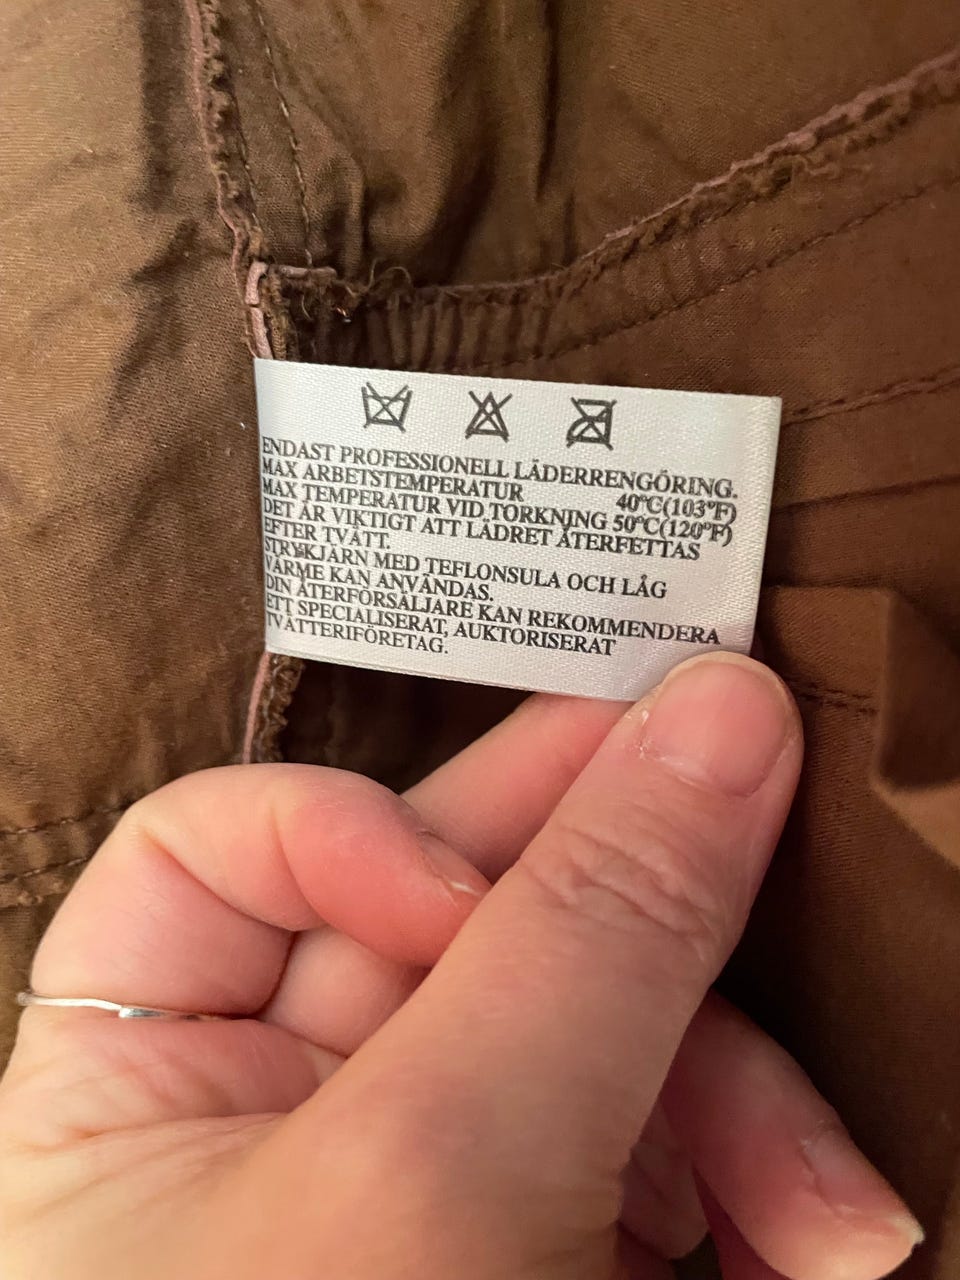 ENDAST PROFESSIONELL LÄDERRENGÖRING.
MAX ARBETSTEMPERATUR 40°C(103°F)
MAX TEMPERATUR VID TORKNING 50°C(120°F)
DET ÄR VIKTIGT ATT LÄDRET ÅTERFETTAS
EFTER TVÄTT.
STRYKJÄRN MED TEFLONSULA OCH LÅG
VÄRME KAN ANVÄNDAS.
DIN ÅTERFÖRSÄLJARE KAN REKOMMENDERA
ETT SPECIALISERAT, AUKTORISERAT
TVÄTTERIFÖRETAG.